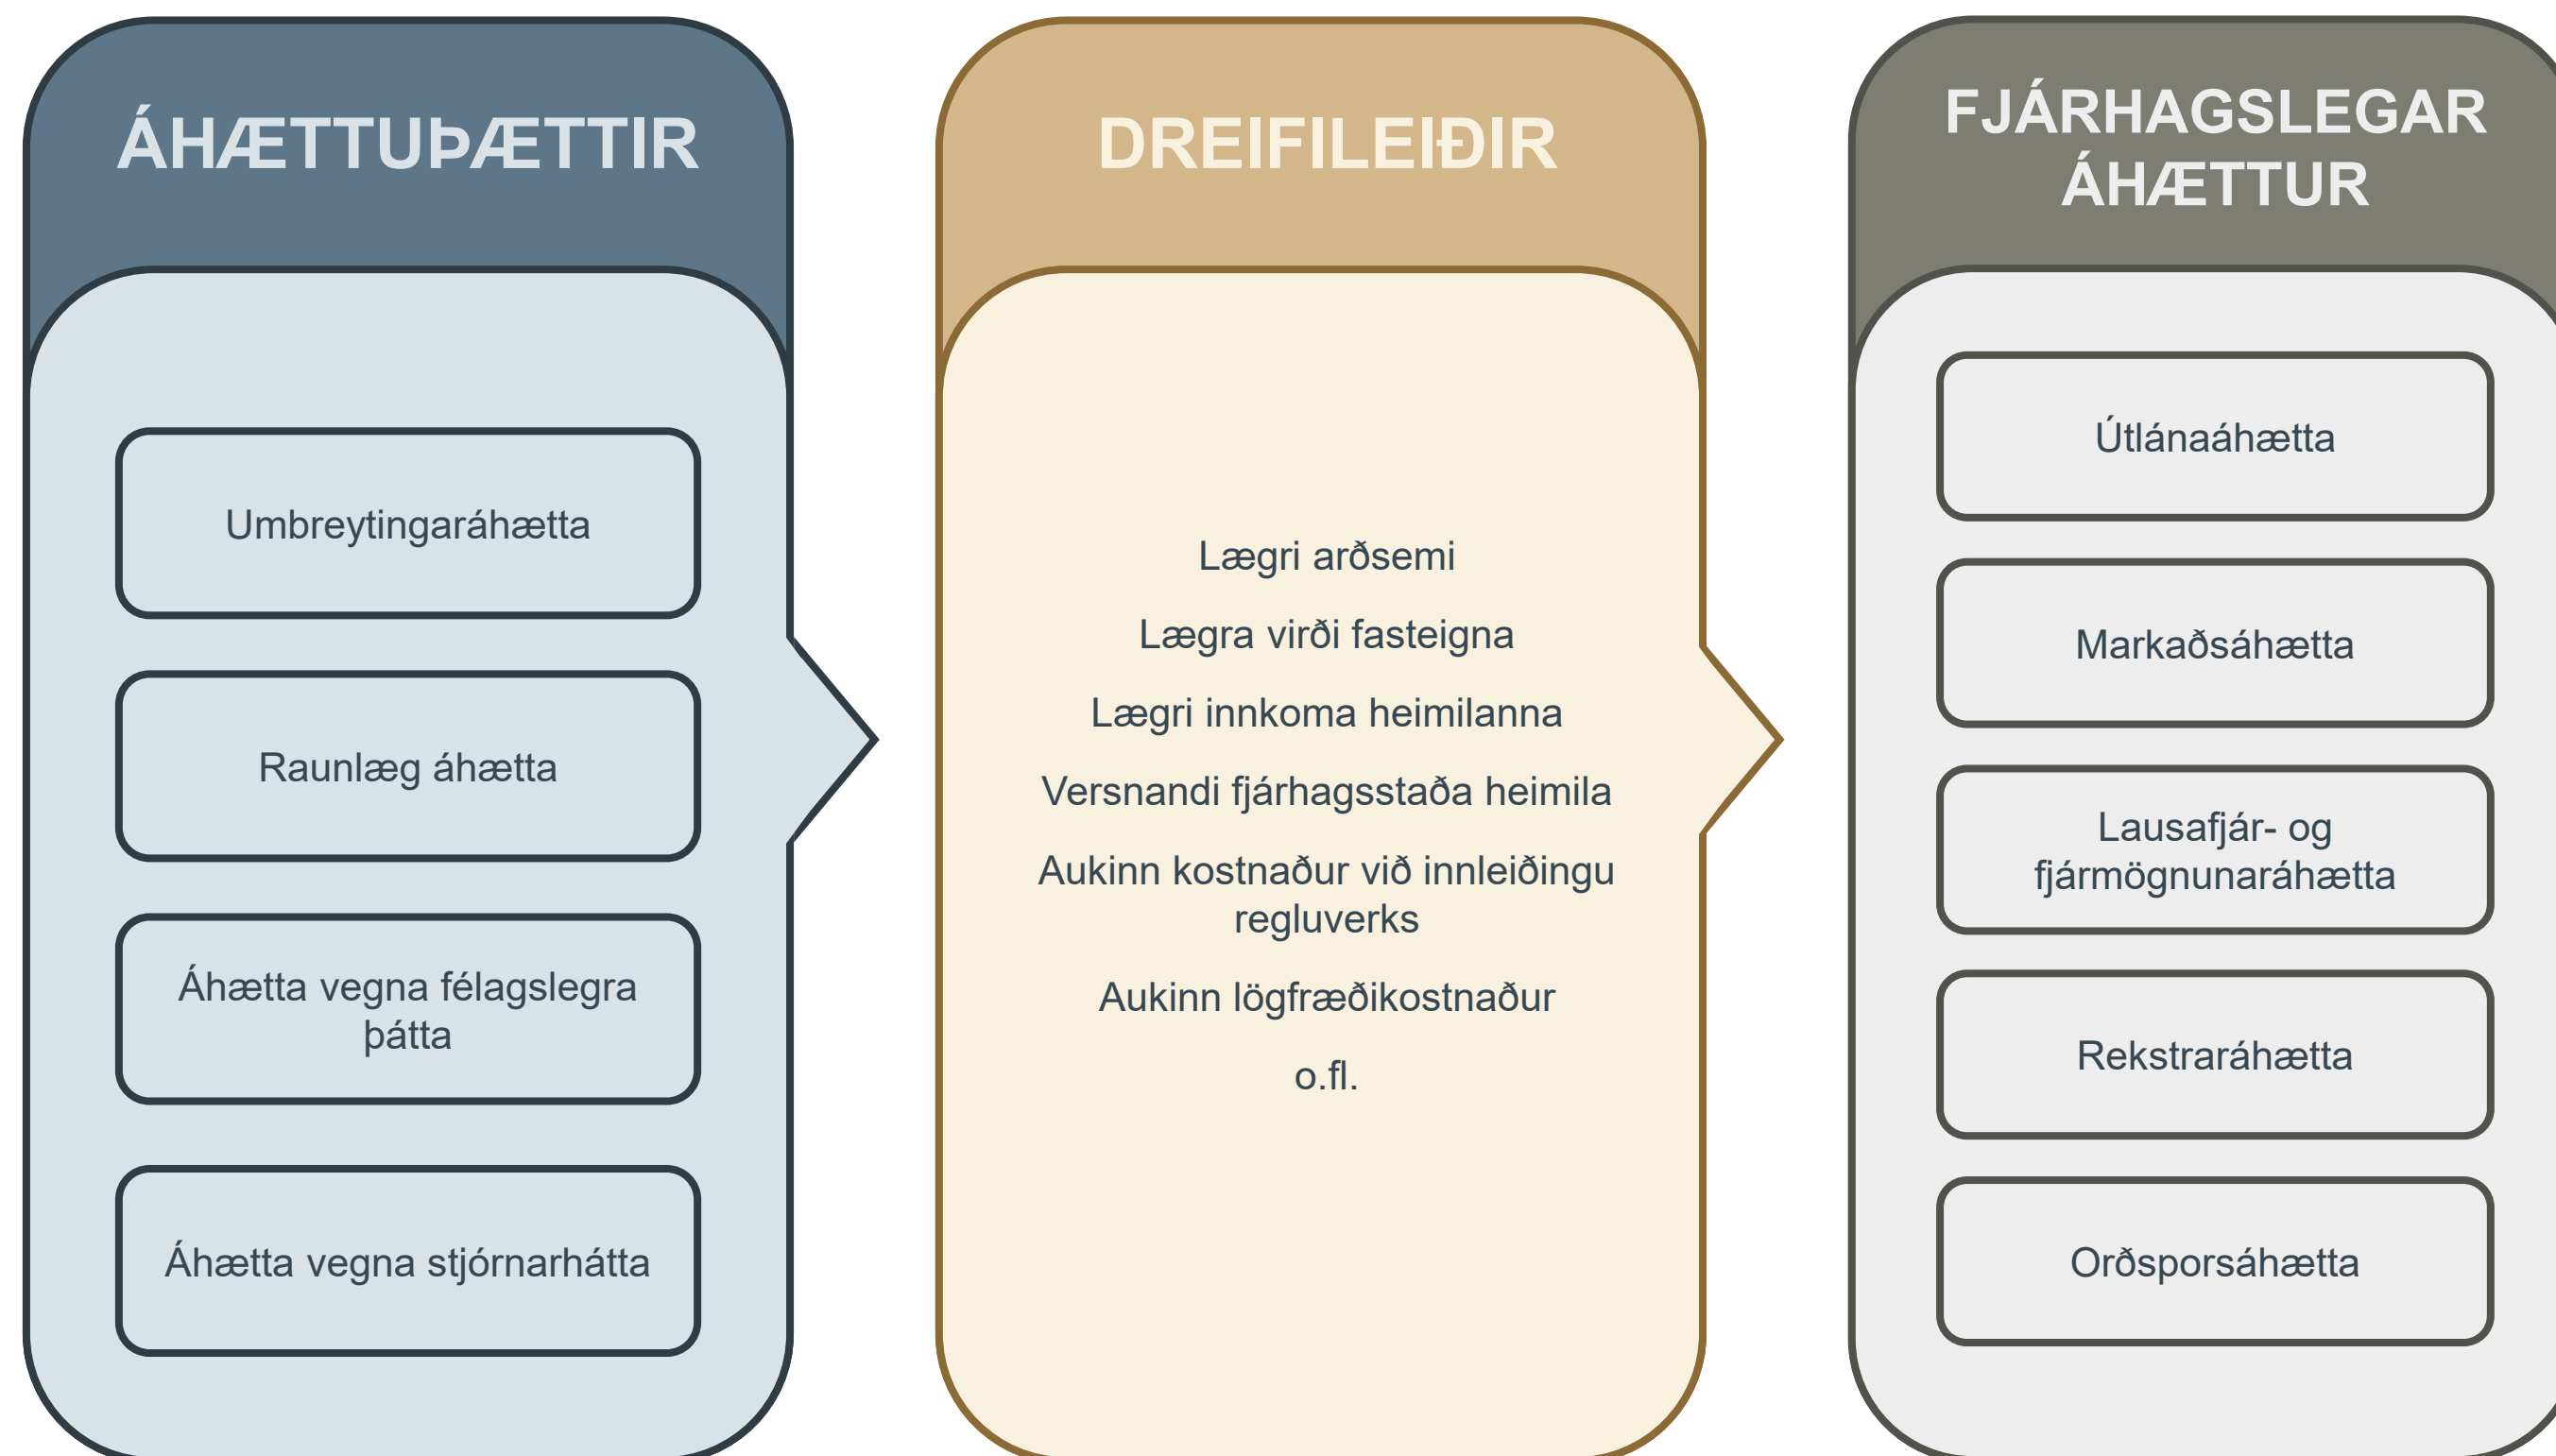 ÁHÆTTUÞÆTTIR
Umbreytingaráhætta
Raunlæg áhætta
Áhætta vegna félagslegra
þátta
Áhætta vegna stjórnarhátta
DREIFILEIÐIR
Lægri arðsemi
Lægra virði fasteigna
Lægri innkoma heimilanna
Versnandi fjárhagsstaða heimila
Aukinn kostnaður við innleiðingu
regluverks
Aukinn lögfræðikostnaður
o.fl.
FJÁRHAGSLEGAR
ÁHÆTTUR
Útlánaáhætta
Markaðsáhætta
Lausafjár- og
fjármögnunaráhætta
Rekstraráhætta
Orðsporsáhætta